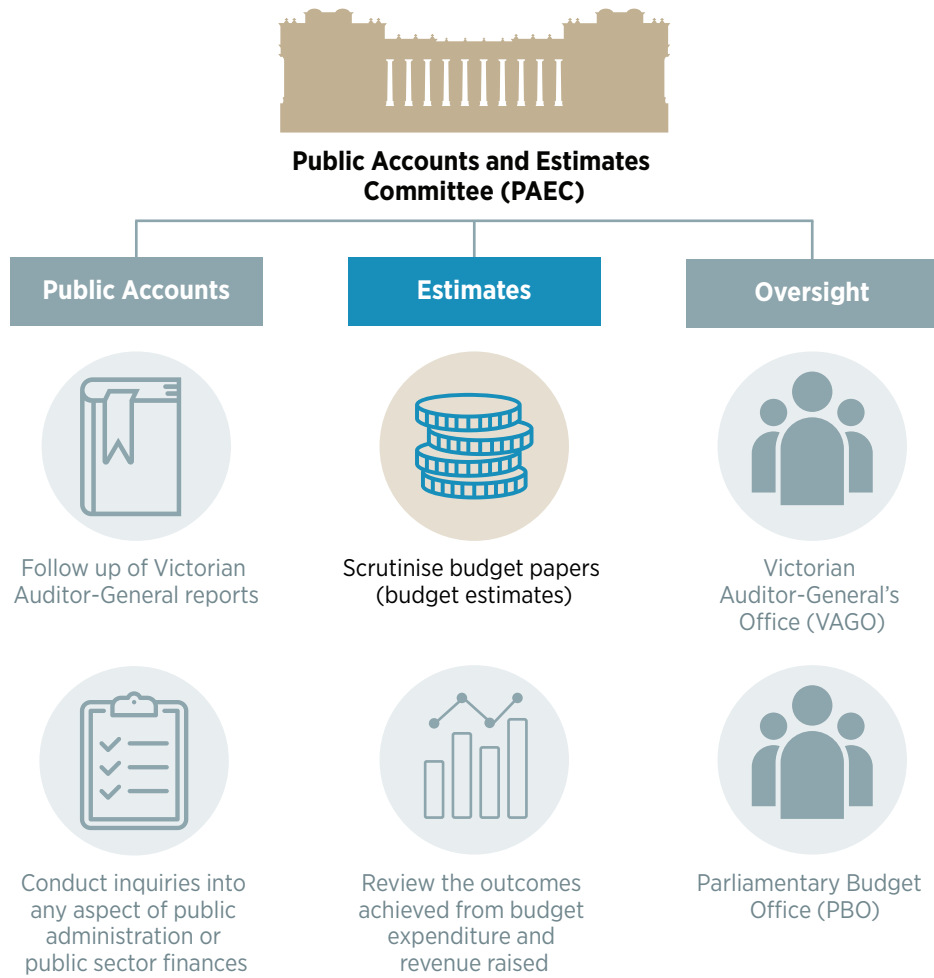 Public Accounts and Estimates
Committee (PAEC)
Public Accounts
Estimates
Oversight
Follow up of Victorian
Auditor-General reports
Scrutinise budget papers
(budget estimates)
Victorian
Auditor-General’s
Office (VAGO)
Conduct inquiries into
any aspect of public
administration or
public sector finances
Review the outcomes
achieved from budget
expenditure and
revenue raised
Parliamentary Budget
Office (PBO)